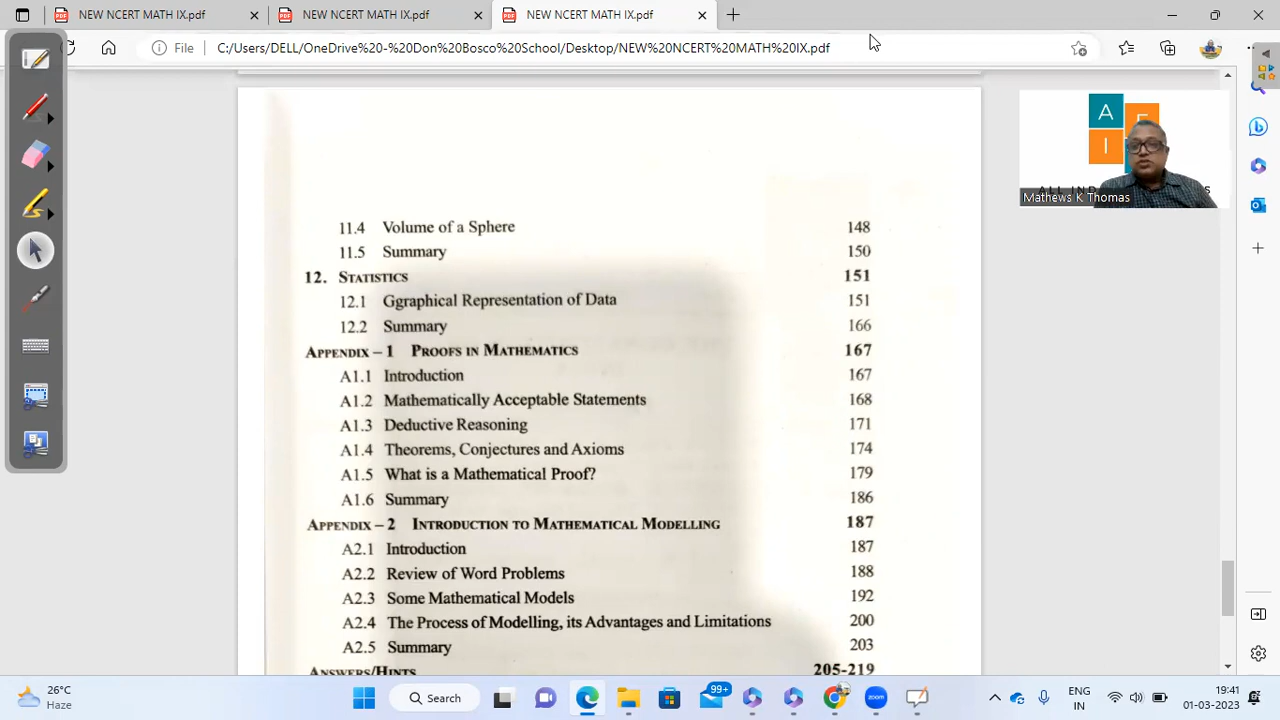 NEW NCERT MATH IX.pdf
NEW NCERT MATH IX.pdf
NEW NCERT MATH IX.pdf
File
C:/Users/DELL/OneDrive%20-%20Don%20Bosco%20School/Desktop/NEW%20NCERT%20MATH%20IX.pdf
11.4 Volume of a Sphere 148
11.5 Summary 150
12. STATISTICS 151
12.1 Ggraphical Representation of Data 151
12.2 Summary 166
APPENDIX – 1 PROOFS IN MATHEMATICS 167
A1.1 Introduction 167
A1.2 Mathematically Acceptable Statements 168
A1.3 Deductive Reasoning 171
A1.4 Theorems, Conjectures and Axioms 174
A1.5 What is a Mathematical Proof? 179
A1.6 Summary 186
APPENDIX – 2 INTRODUCTION TO MATHEMATICAL MODELLING 187
A2.1 Introduction 187
A2.2 Review of Word Problems 188
A2.3 Some Mathematical Models 192
A2.4 The Process of Modelling, its Advantages and Limitations 200
A2.5 Summary 203
ANSWERS/HINTS 205-219
A
I
ALL
Mathews K Thomas
26°C
Haze
Search
99+
zoom
ENG
IN
19:41
01-03-2023